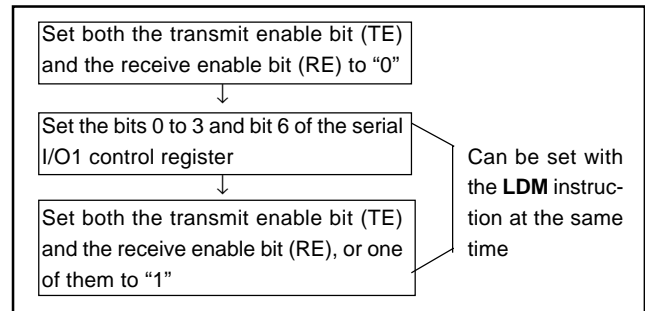 Set both the transmit enable bit (TE)
and the receive enable bit (RE) to “0”
Set the bits 0 to 3 and bit 6 of the serial
I/O1 control register
Set both the transmit enable bit (TE)
and the receive enable bit (RE), or one
of them to “1”
Can be set with
the LDM instruc-
tion at the same
time